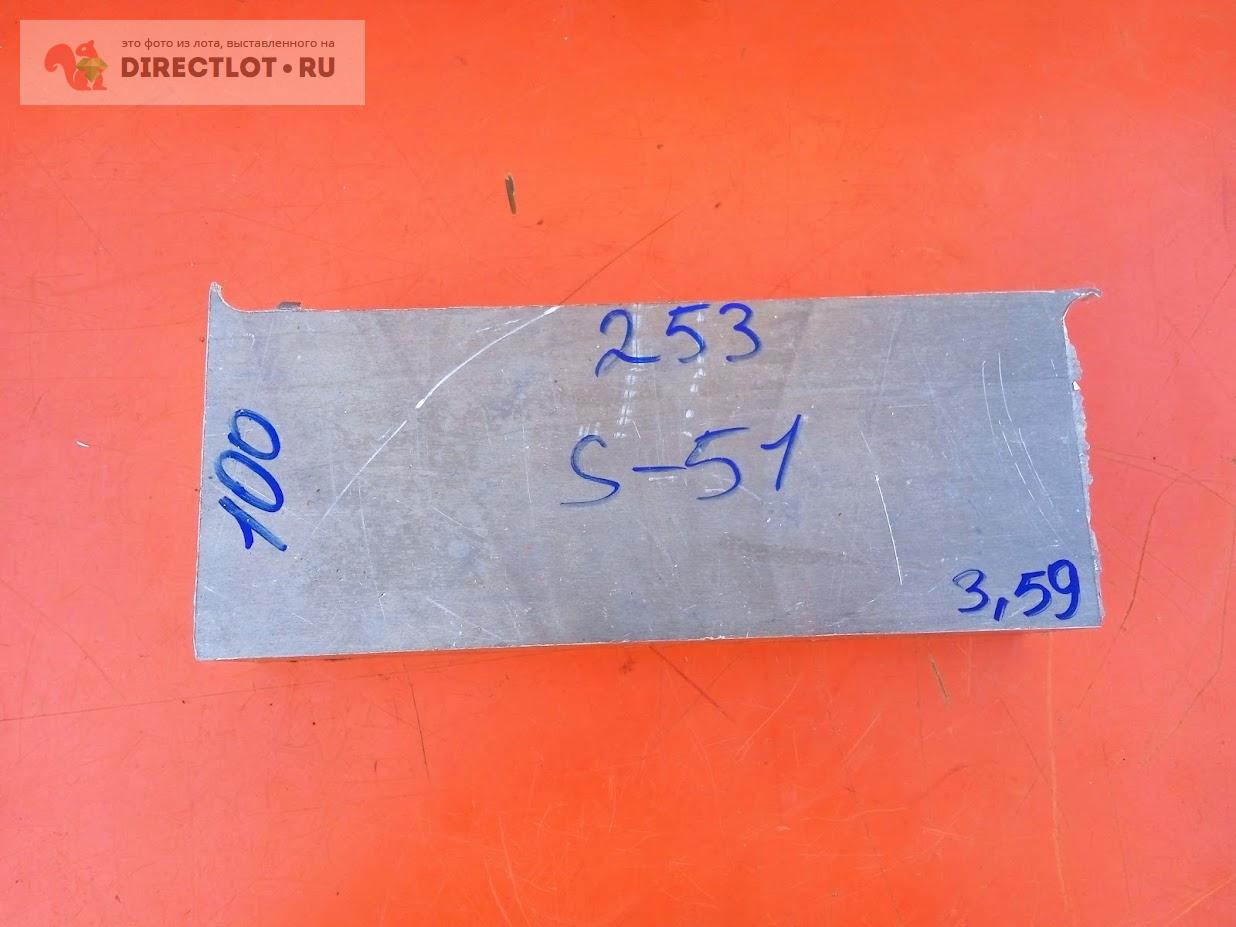 это фото из лота, выставленного на
DIRECTLOT•RU
253
100
S-51
3,59